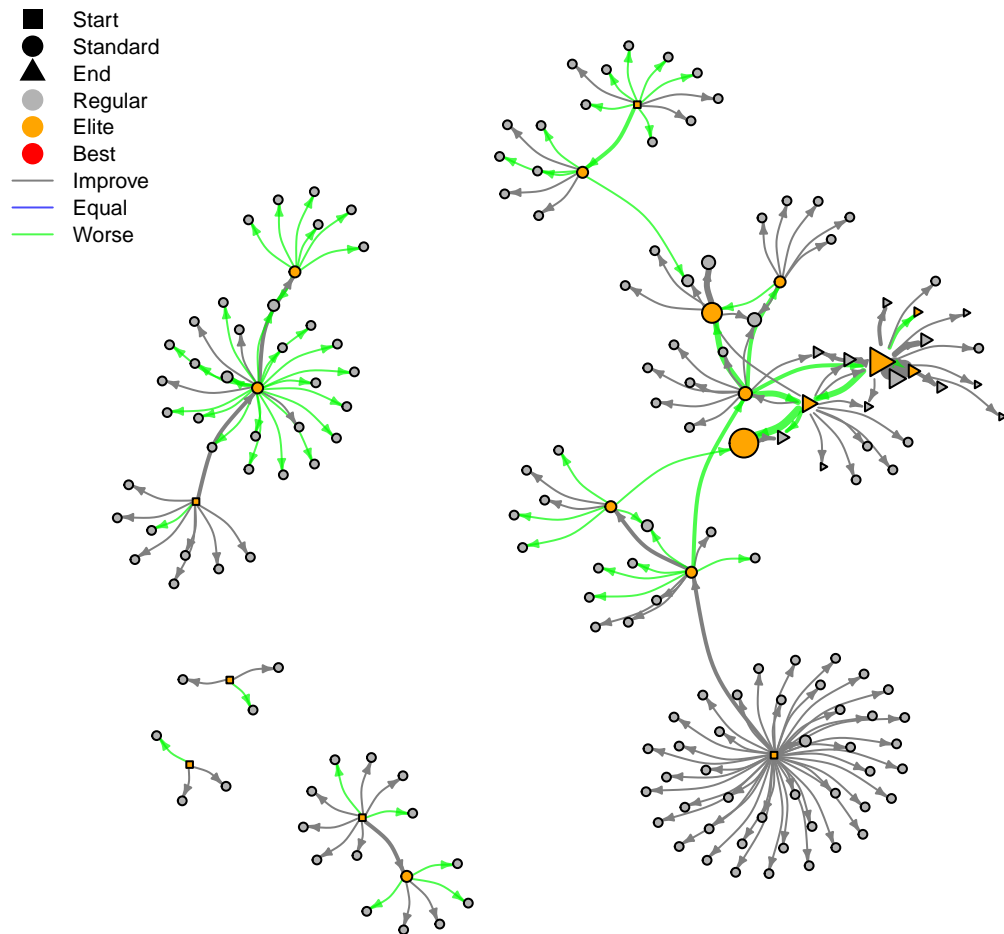 Start
Standard
End
Regular
Elite
Best
Improve
Equal
Worse